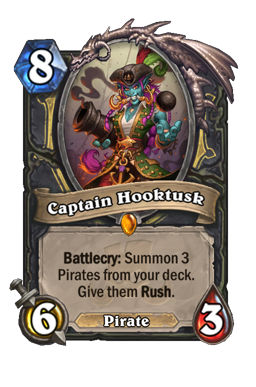 8
Captain Hooktusk
Battlecry: Summon 3
Pirates from your deck.
Give them Rush.
6
Pirate
3